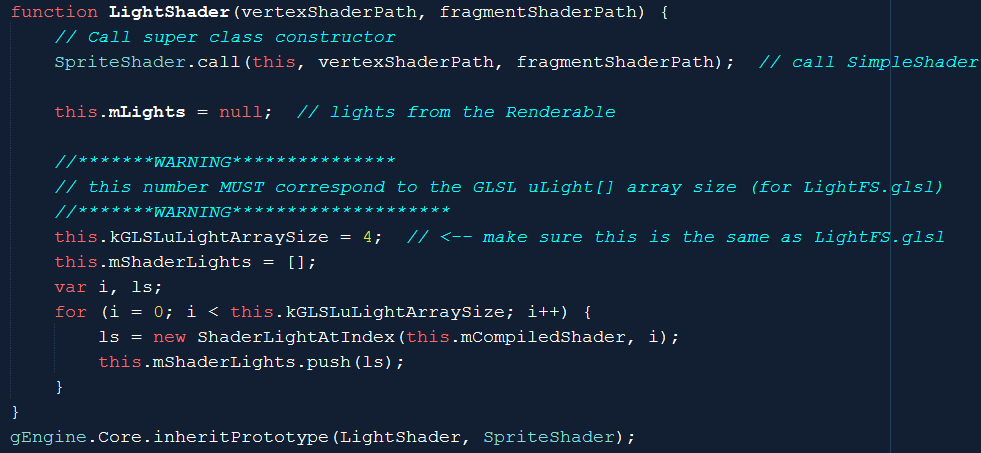 function LightShader(vertexShaderPath, fragmentShaderPath) {
    // Call super class constructor
    SpriteShader.call(this, vertexShaderPath, fragmentShaderPath);  // call SimpleShader
    this.mLights = null;  // lights from the Renderable
    //*******WARNING***************
    // this number MUST correspond to the GLSL uLight[] array size (for LightFS.glsl)
    //*******WARNING********************
    this.kGLSLuLightArraySize = 4;  // <-- make sure this is the same as LightFS.glsl
    this.mShaderLights = [];
    var i, ls;
    for (i = 0; i < this.kGLSLuLightArraySize; i++) {
        ls = new ShaderLightAtIndex(this.mCompiledShader, i);
        this.mShaderLights.push(ls);
    }
}
gEngine.Core.inheritPrototype(LightShader, SpriteShader);